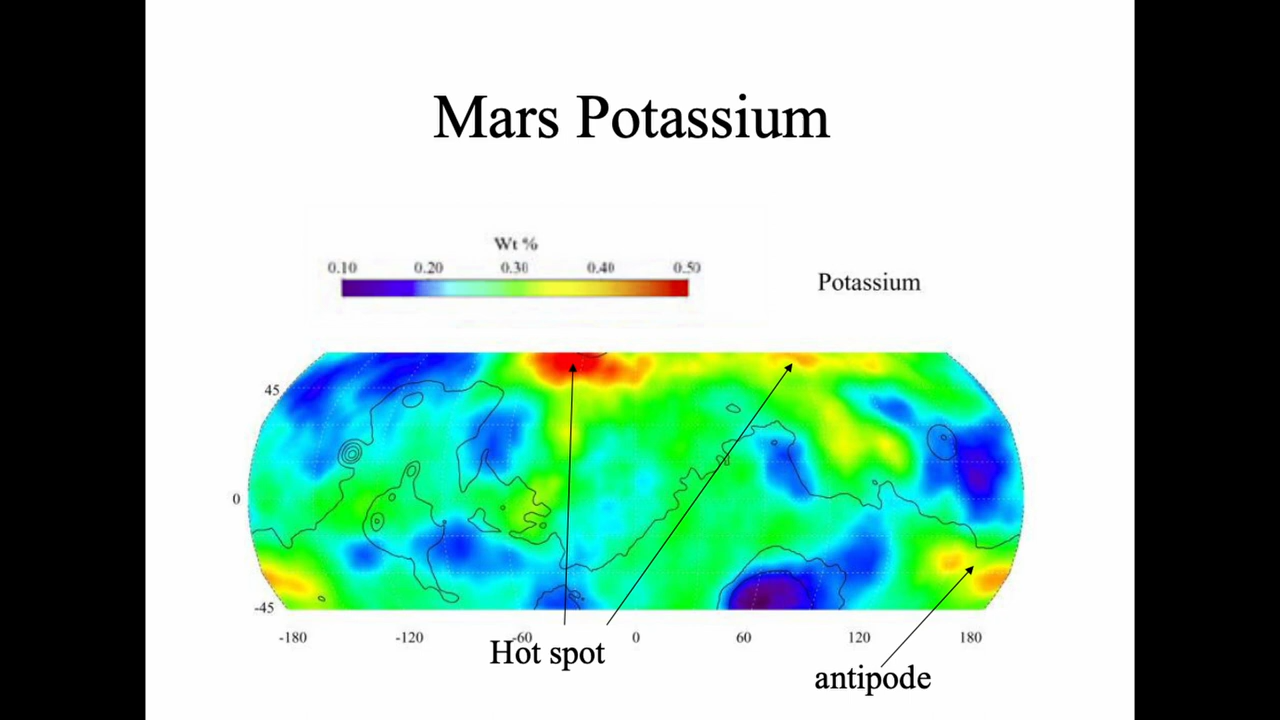 Mars Potassium
Wt %
0.10 0.20 0.30 0.40 0.50
Potassium
45
0
-45
-180 -120 -60 0 60 120 180
Hot spot
antipode